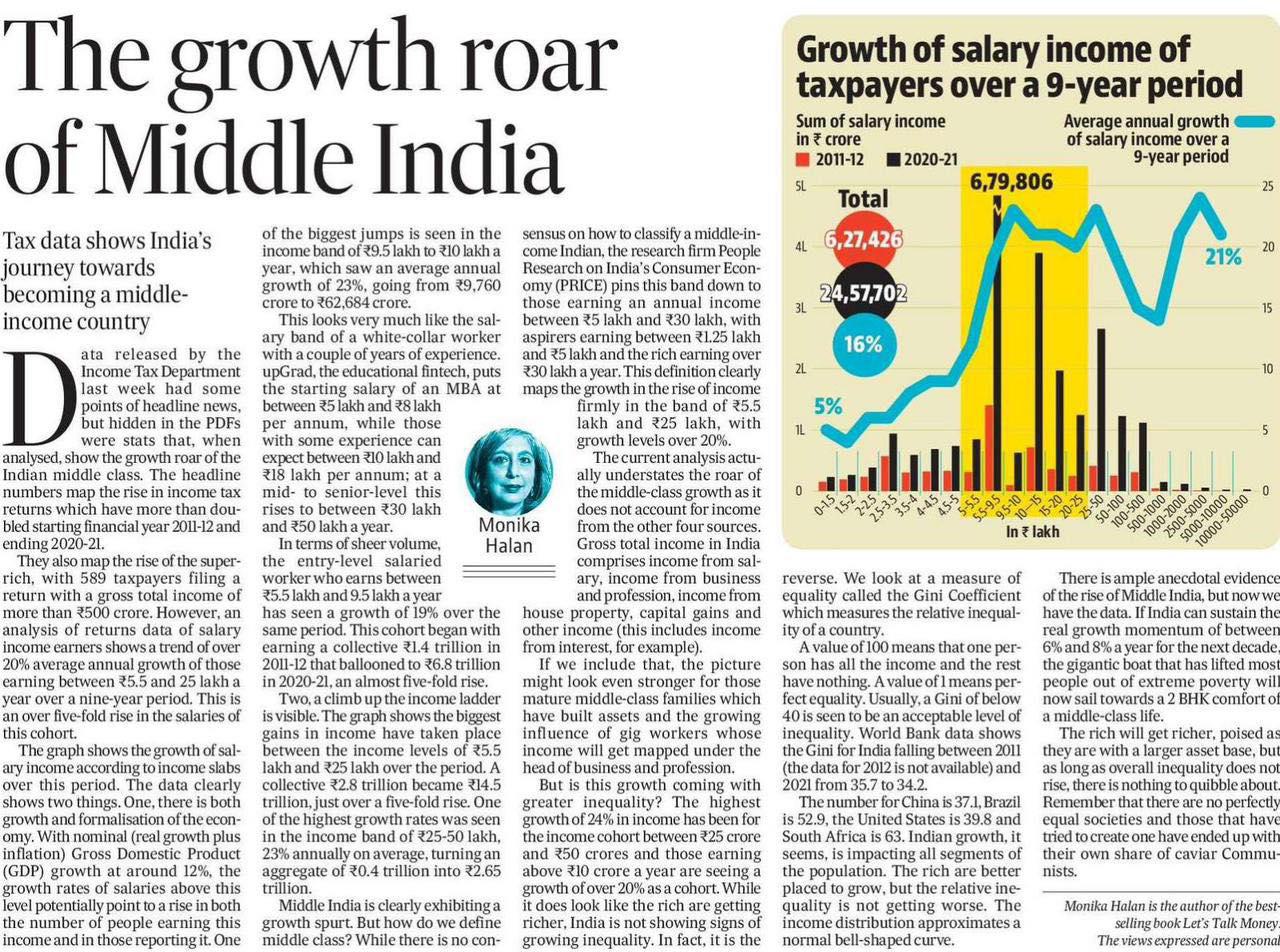 The growth roar
of Middle India
Tax data shows India's
journey towards
becoming a middle-
income country
Data released by the
Income Tax Department
last week had some
points of headline news,
but hidden in the PDFs
were stats that, when
analysed, show the growth roar of the
Indian middle class. The headline
numbers map the rise in income tax
returns which have more than dou-
bled starting financial year 2011-12 and
ending 2020-21.
They also map the rise of the super-
rich, with 589 taxpayers filing a
return with a gross total income of
more than ₹500 crore. However, an
analysis of returns data of salary
income earners shows a trend of over
20% average annual growth of those
earning between ₹5.5 and 25 lakh a
year over a nine-year period. This is
an over five-fold rise in the salaries of
this cohort.
The graph shows the growth of sal-
ary income according to income slabs
over this period. The data clearly
shows two things. One, there is both
growth and formalisation of the econ-
omy. With nominal (real growth plus
inflation) Gross Domestic Product
(GDP) growth at around 12%, the
growth rates of salaries above this
level potentially point to a rise in both
the number of people earning this
income and in those reporting it. One
of the biggest jumps is seen in the
income band of ₹9.5 lakh to ₹10 lakh a
year, which saw an average annual
growth of 23%, going from ₹9,760
crore to ₹62,684 crore.
This looks very much like the sal-
ary band of a white-collar worker
with a couple of years of experience.
upGrad, the educational fintech, puts
the starting salary of an MBA at
between ₹5 lakh and ₹8 lakh
per annum, while those
with some experience can
expect between ₹10 lakh and
₹18 lakh per annum; at a
mid- to senior-level this
rises to between ₹30 lakh
and ₹50 lakh a year.
In terms of sheer volume,
the entry-level salaried
worker who earns between
₹5.5 lakh and 9.5 lakh a year
has seen a growth of 19% over the
same period. This cohort began with
earning a collective ₹1.4 trillion in
2011-12 that ballooned to ₹6.8 trillion
in 2020-21, an almost five-fold rise.
Two, a climb up the income ladder
is visible. The graph shows the biggest
gains in income have taken place
between the income levels of ₹5.5
lakh and ₹25 lakh over the period. A
collective ₹2.8 trillion became ₹14.5
trillion, just over a five-fold rise. One
of the highest growth rates was seen
in the income band of ₹25-50 lakh,
23% annually on average, turning an
aggregate of ₹0.4 trillion into ₹2.65
trillion.
Middle India is clearly exhibiting a
growth spurt. But how do we define
middle class? While there is no con-
Monika
Halan
sensus on how to classify a middle-in-
come Indian, the research firm People
Research on India's Consumer Econ-
omy (PRICE) pins this band down to
those earning an annual income
between ₹5 lakh and ₹30 lakh, with
aspirers earning between ₹1.25 lakh
and ₹5 lakh and the rich earning over
₹30 lakh a year. This definition clearly
maps the growth in the rise of income
firmly in the band of ₹5.5
lakh and ₹25 lakh, with
growth levels over 20%.
The current analysis actu-
ally understates the roar of
the middle-class growth as it
does not account for income
from the other four sources.
Gross total income in India
comprises income from sal-
ary, income from business
and profession, income from
house property, capital gains and
other income (this includes income
from interest, for example).
If we include that, the picture
might look even stronger for those
mature middle-class families which
have built assets and the growing
influence of gig workers whose
income will get mapped under the
head of business and profession.
But is this growth coming with
greater inequality? The highest
growth of 24% in income has been for
the income cohort between ₹25 crore
and ₹50 crores and those earning
above ₹10 crore a year are seeing a
growth of over 20% as a cohort. While
it does look like the rich are getting
richer, India is not showing signs of
growing inequality. In fact, it is the
Growth of salary income of
taxpayers over a 9-year period
Sum of salary income
in ₹ crore
2011-12 2020-21
Average annual growth
of salary income over a
9-year period
6,79,806
Total
6,27,426
24,57,702
16%
5%
21%
5L
4L
3L
2L
1L
0
25
20
15
10
5
0
0-1.5
1.5-2
2-2.5
2.5-3.5
3.5-4
4-4.5
4.5-5
5-5.5
5.5-9.5
9.5-10
10-15
15-20
20-25
25-50
50-100
100-500
500-1000
1000-2000
2500-5000
5000-10000
10000-50000
In ₹ lakh
reverse. We look at a measure of
equality called the Gini Coefficient
which measures the relative inequal-
ity of a country.
A value of 100 means that one per-
son has all the income and the rest
have nothing. A value of 1 means per-
fect equality. Usually, a Gini of below
40 is seen to be an acceptable level of
inequality. World Bank data shows
the Gini for India falling between 2011
(the data for 2012 is not available) and
2021 from 35.7 to 34.2.
The number for China is 37.1, Brazil
is 52.9, the United States is 39.8 and
South Africa is 63. Indian growth, it
seems, is impacting all segments of
the population. The rich are better
placed to grow, but the relative ine-
quality is not getting worse. The
income distribution approximates a
normal bell-shaped curve.
There is ample anecdotal evidence
of the rise of Middle India, but now we
have the data. If India can sustain the
real growth momentum of between
6% and 8% a year for the next decade,
the gigantic boat that has lifted most
people out of extreme poverty will
now sail towards a 2 BHK comfort of
a middle-class life.
The rich will get richer, poised as
they are with a larger asset base, but
as long as overall inequality does not
rise, there is nothing to quibble about.
Remember that there are no perfectly
equal societies and those that have
tried to create one have ended up with
their own share of caviar Commu-
nists.
Monika Halan is the author of the best-
selling book Let's Talk Money.
The views expressed are personal